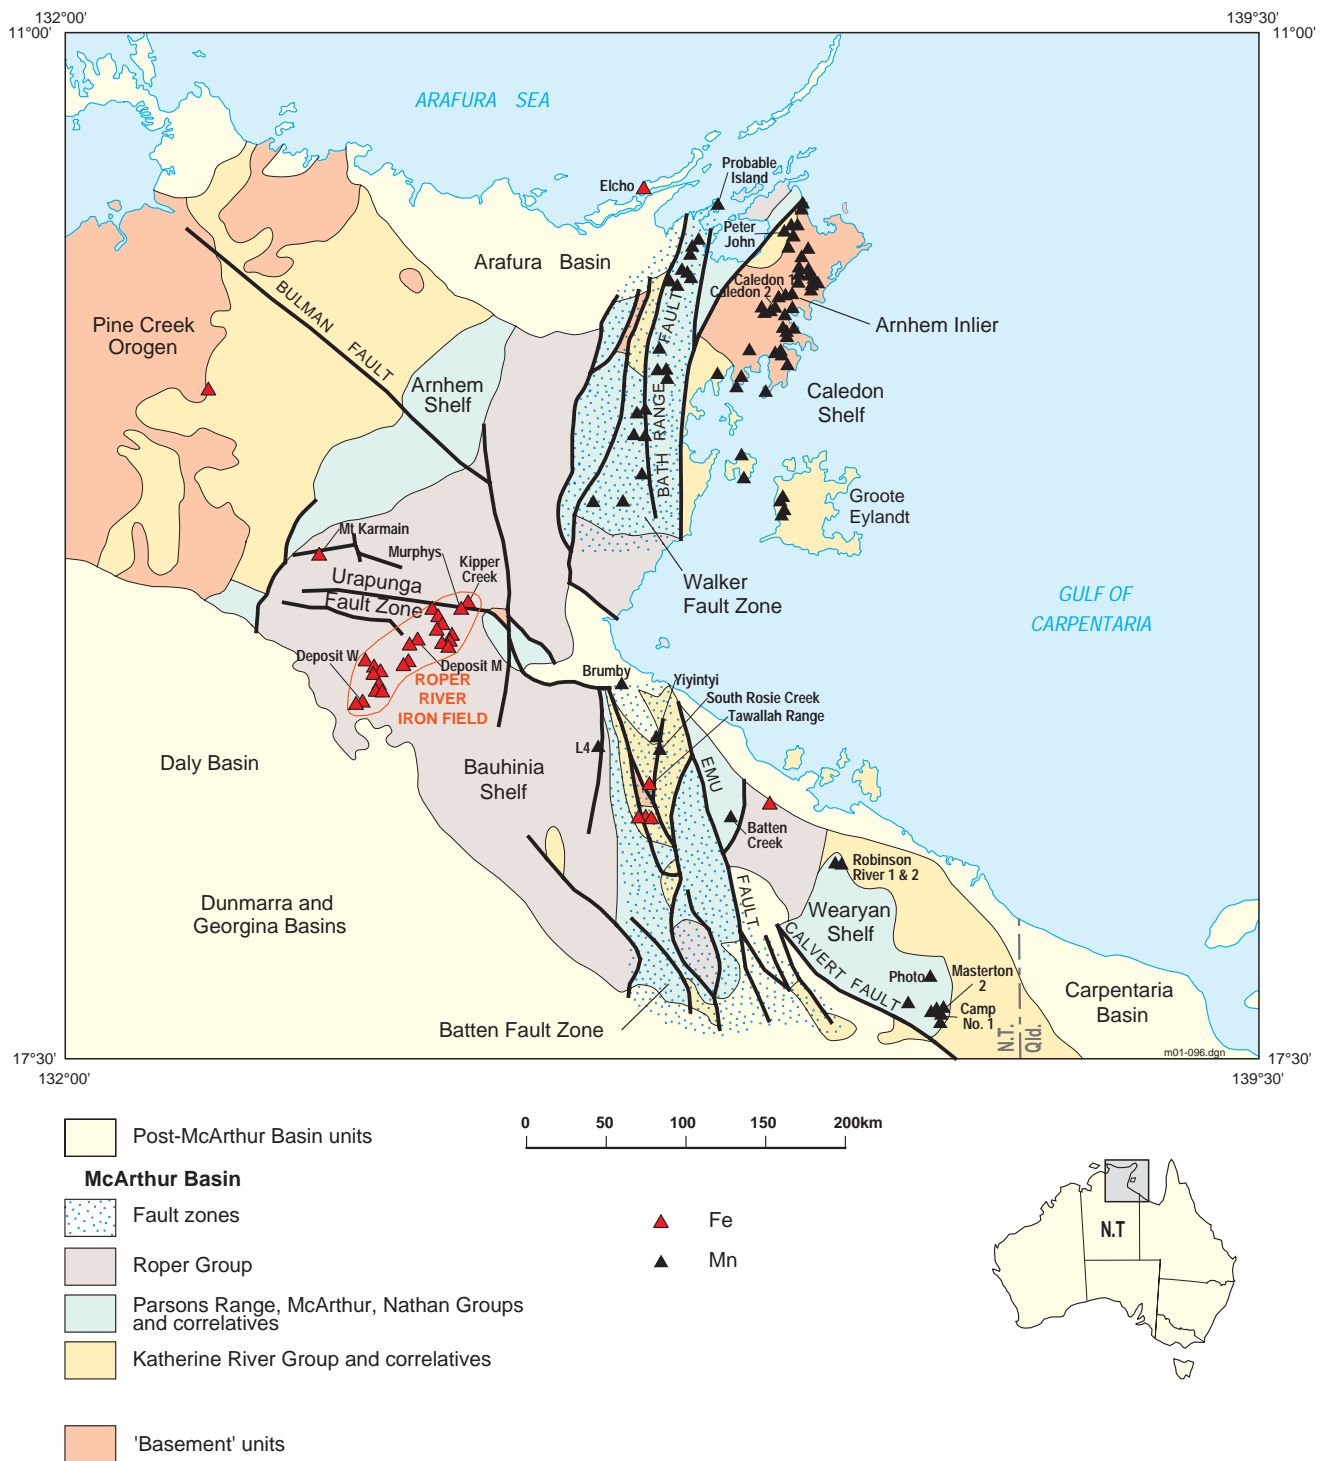 132°00'
139°30'
11°00'
11°00'
ARAFURA SEA
Probable
Island
Elcho
Peter
John
Arafura Basin
Caledon 1
Caledon 2
BULMAN FAULT
Pine Creek
Orogen
Arnhem Inlier
Arnhem
Shelf
BATH RANGE FAULT
Caledon
Shelf
Groote
Eylandt
Mt Karmain
Murphys
Kipper
Creek
Urapunga
Fault Zone
Walker
Fault Zone
GULF OF
CARPENTARIA
Deposit W
Deposit M
ROPER
RIVER
IRON FIELD
Brumby
Yiyintyi
South Rosie Creek
Tawallah Range
L4
Daly Basin
Bauhinia
Shelf
EMU FAULT
Batten
Creek
Robinson
River 1 & 2
Dunmarra and
Georgina Basins
Wearyan
Shelf
CALVERT FAULT
Photo
Masterton
2
Camp
No. 1
Carpentaria
Basin
Batten Fault Zone
N.T.
Qld.
m01-096.dgn
17°30'
17°30'
132°00'
139°30'
Post-McArthur Basin units
McArthur Basin
Fault zones
Roper Group
Parsons Range, McArthur, Nathan Groups
and correlatives
Katherine River Group and correlatives
'Basement' units
0 50 100 150 200km
Fe
Mn
N.T